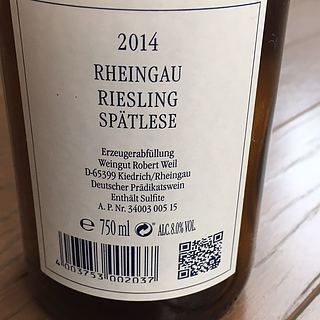 2014
RHEINGAU
RIESLING
SPÄTLESE
Erzeugerabfüllung
Weingut Robert Weil
D-65399 Kiedrich/Rheingau
Deutscher Prädikatswein
Enthält Sulfite
A. P. Nr. 34003 005 15
e 750 ml ALC.8.0% VOL.
4 003753 002037